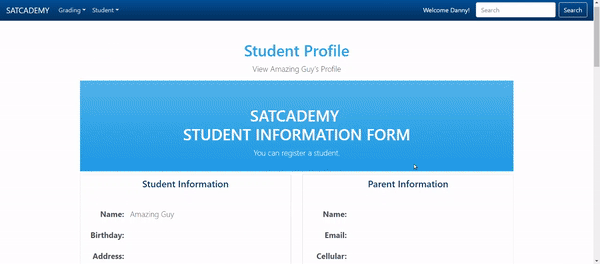 SATCADEMY Grading Student Welcome Danny! Search Search
Student Profile
View Amazing Guy's Profile
SATCADEMY
STUDENT INFORMATION FORM
You can register a student.
Student Information Parent Information
Name: Amazing Guy Name:
Birthday: Email:
Address: Cellular: